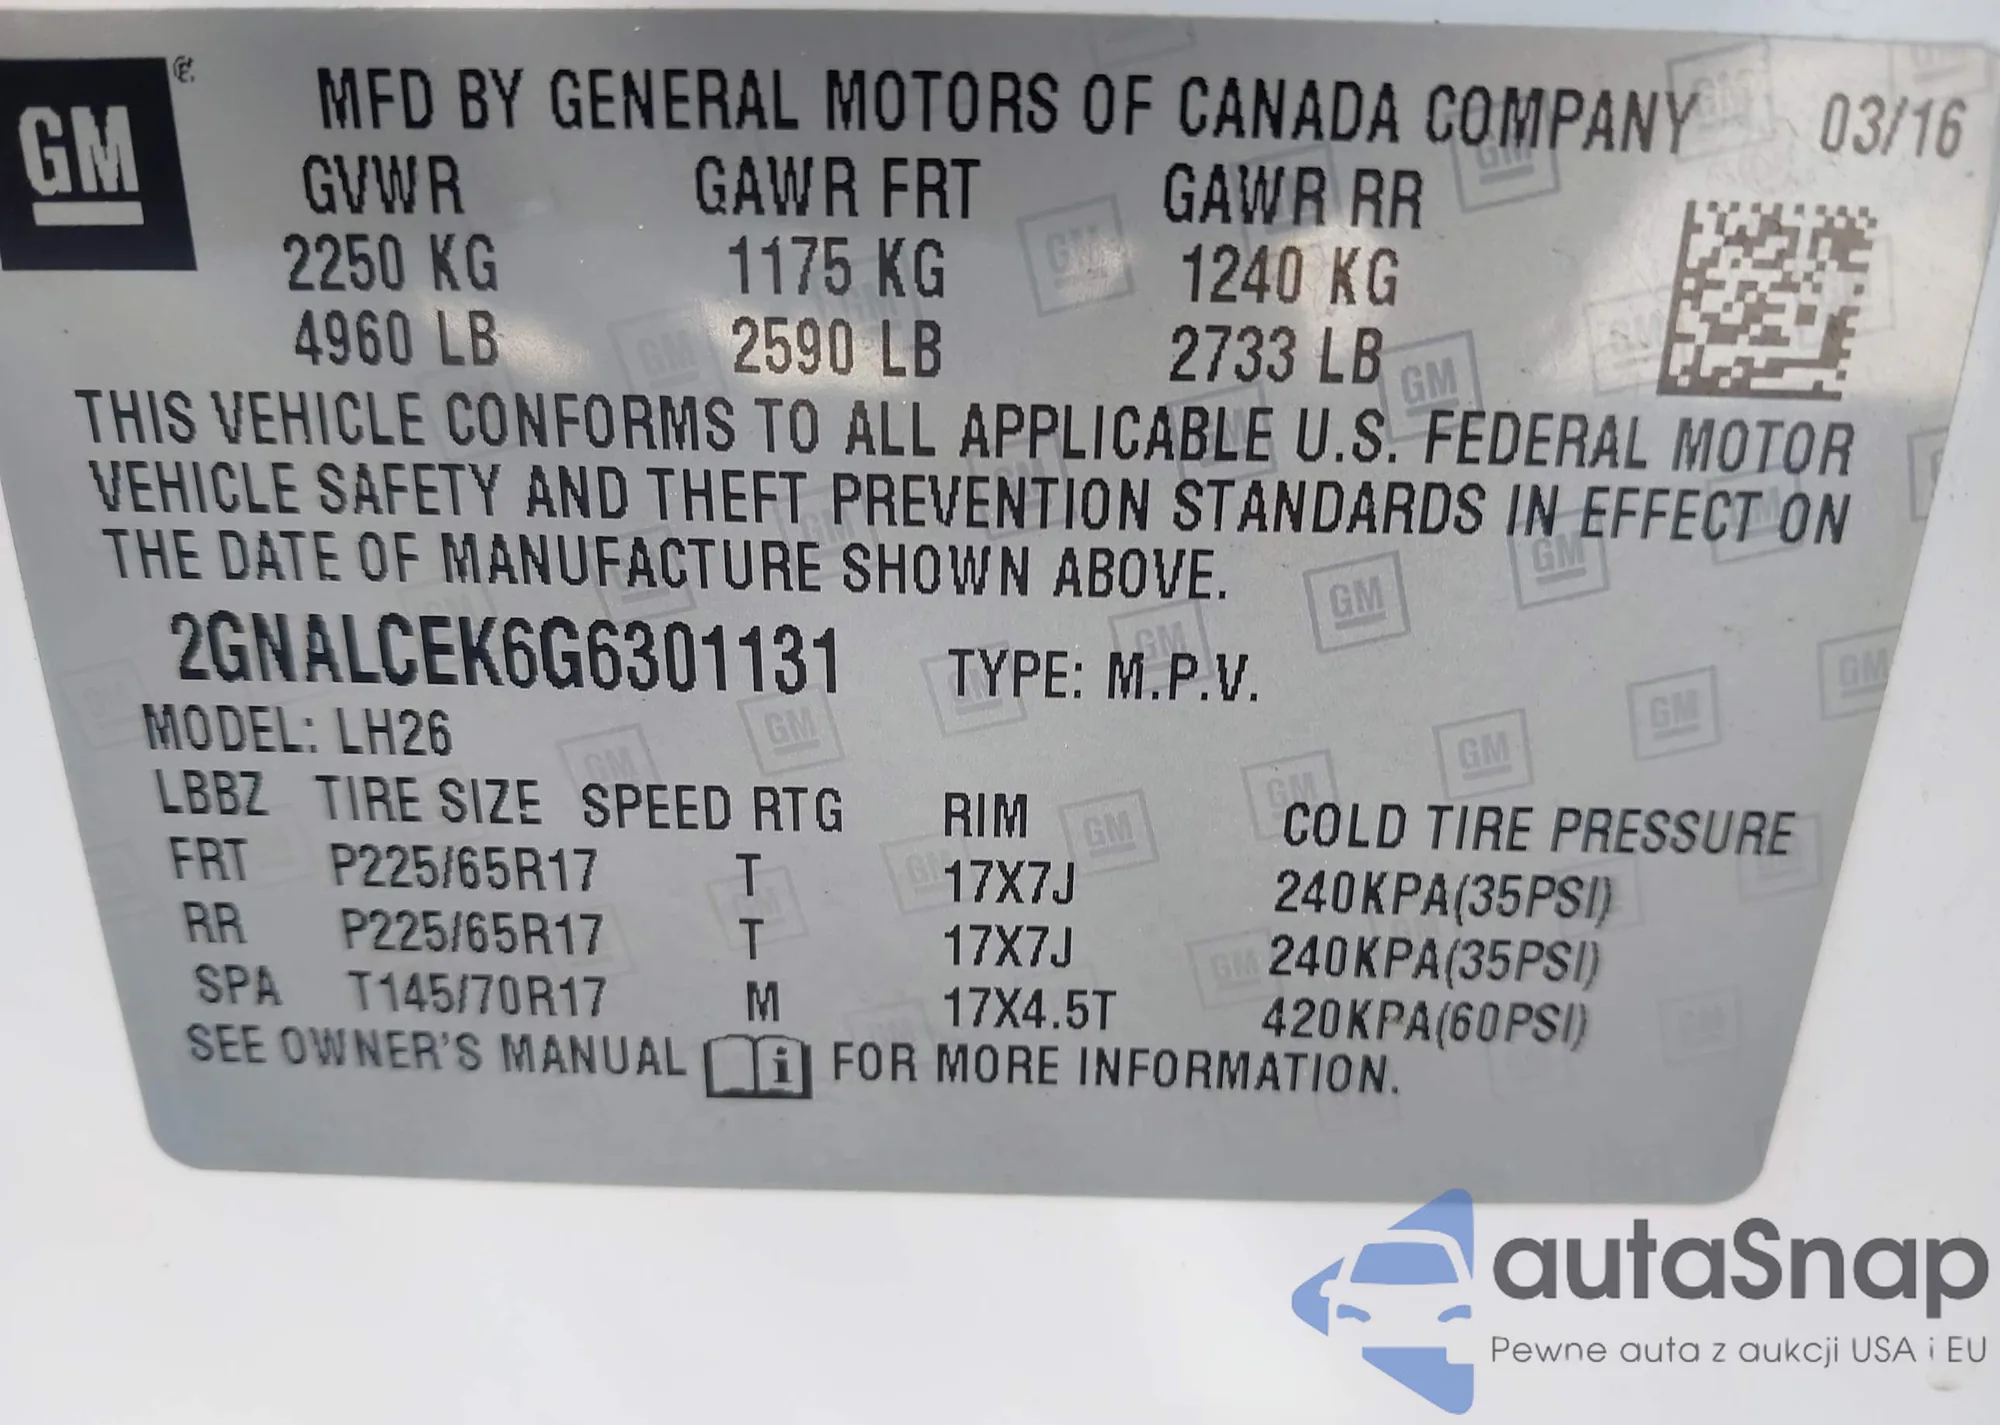 GM
MFD BY GENERAL MOTORS OF CANADA COMPANY 03/16
GVWR GAWR FRT GAWR RR
2250 KG 1175 KG 1240 KG
4960 LB 2590 LB 2733 LB
THIS VEHICLE CONFORMS TO ALL APPLICABLE U.S. FEDERAL MOTOR
VEHICLE SAFETY AND THEFT PREVENTION STANDARDS IN EFFECT ON
THE DATE OF MANUFACTURE SHOWN ABOVE.
2GNALCEK6G6301131 TYPE: M.P.V.
MODEL: LH26
LBBZ TIRE SIZE SPEED RTG RIM COLD TIRE PRESSURE
FRT P225/65R17 T 17X7J 240KPA(35PSI)
RR P225/65R17 T 17X7J 240KPA(35PSI)
SPA T145/70R17 M 17X4.5T 420KPA(60PSI)
SEE OWNER'S MANUAL i FOR MORE INFORMATION.
autaSnap
Pewne auta z aukcji USA i EU